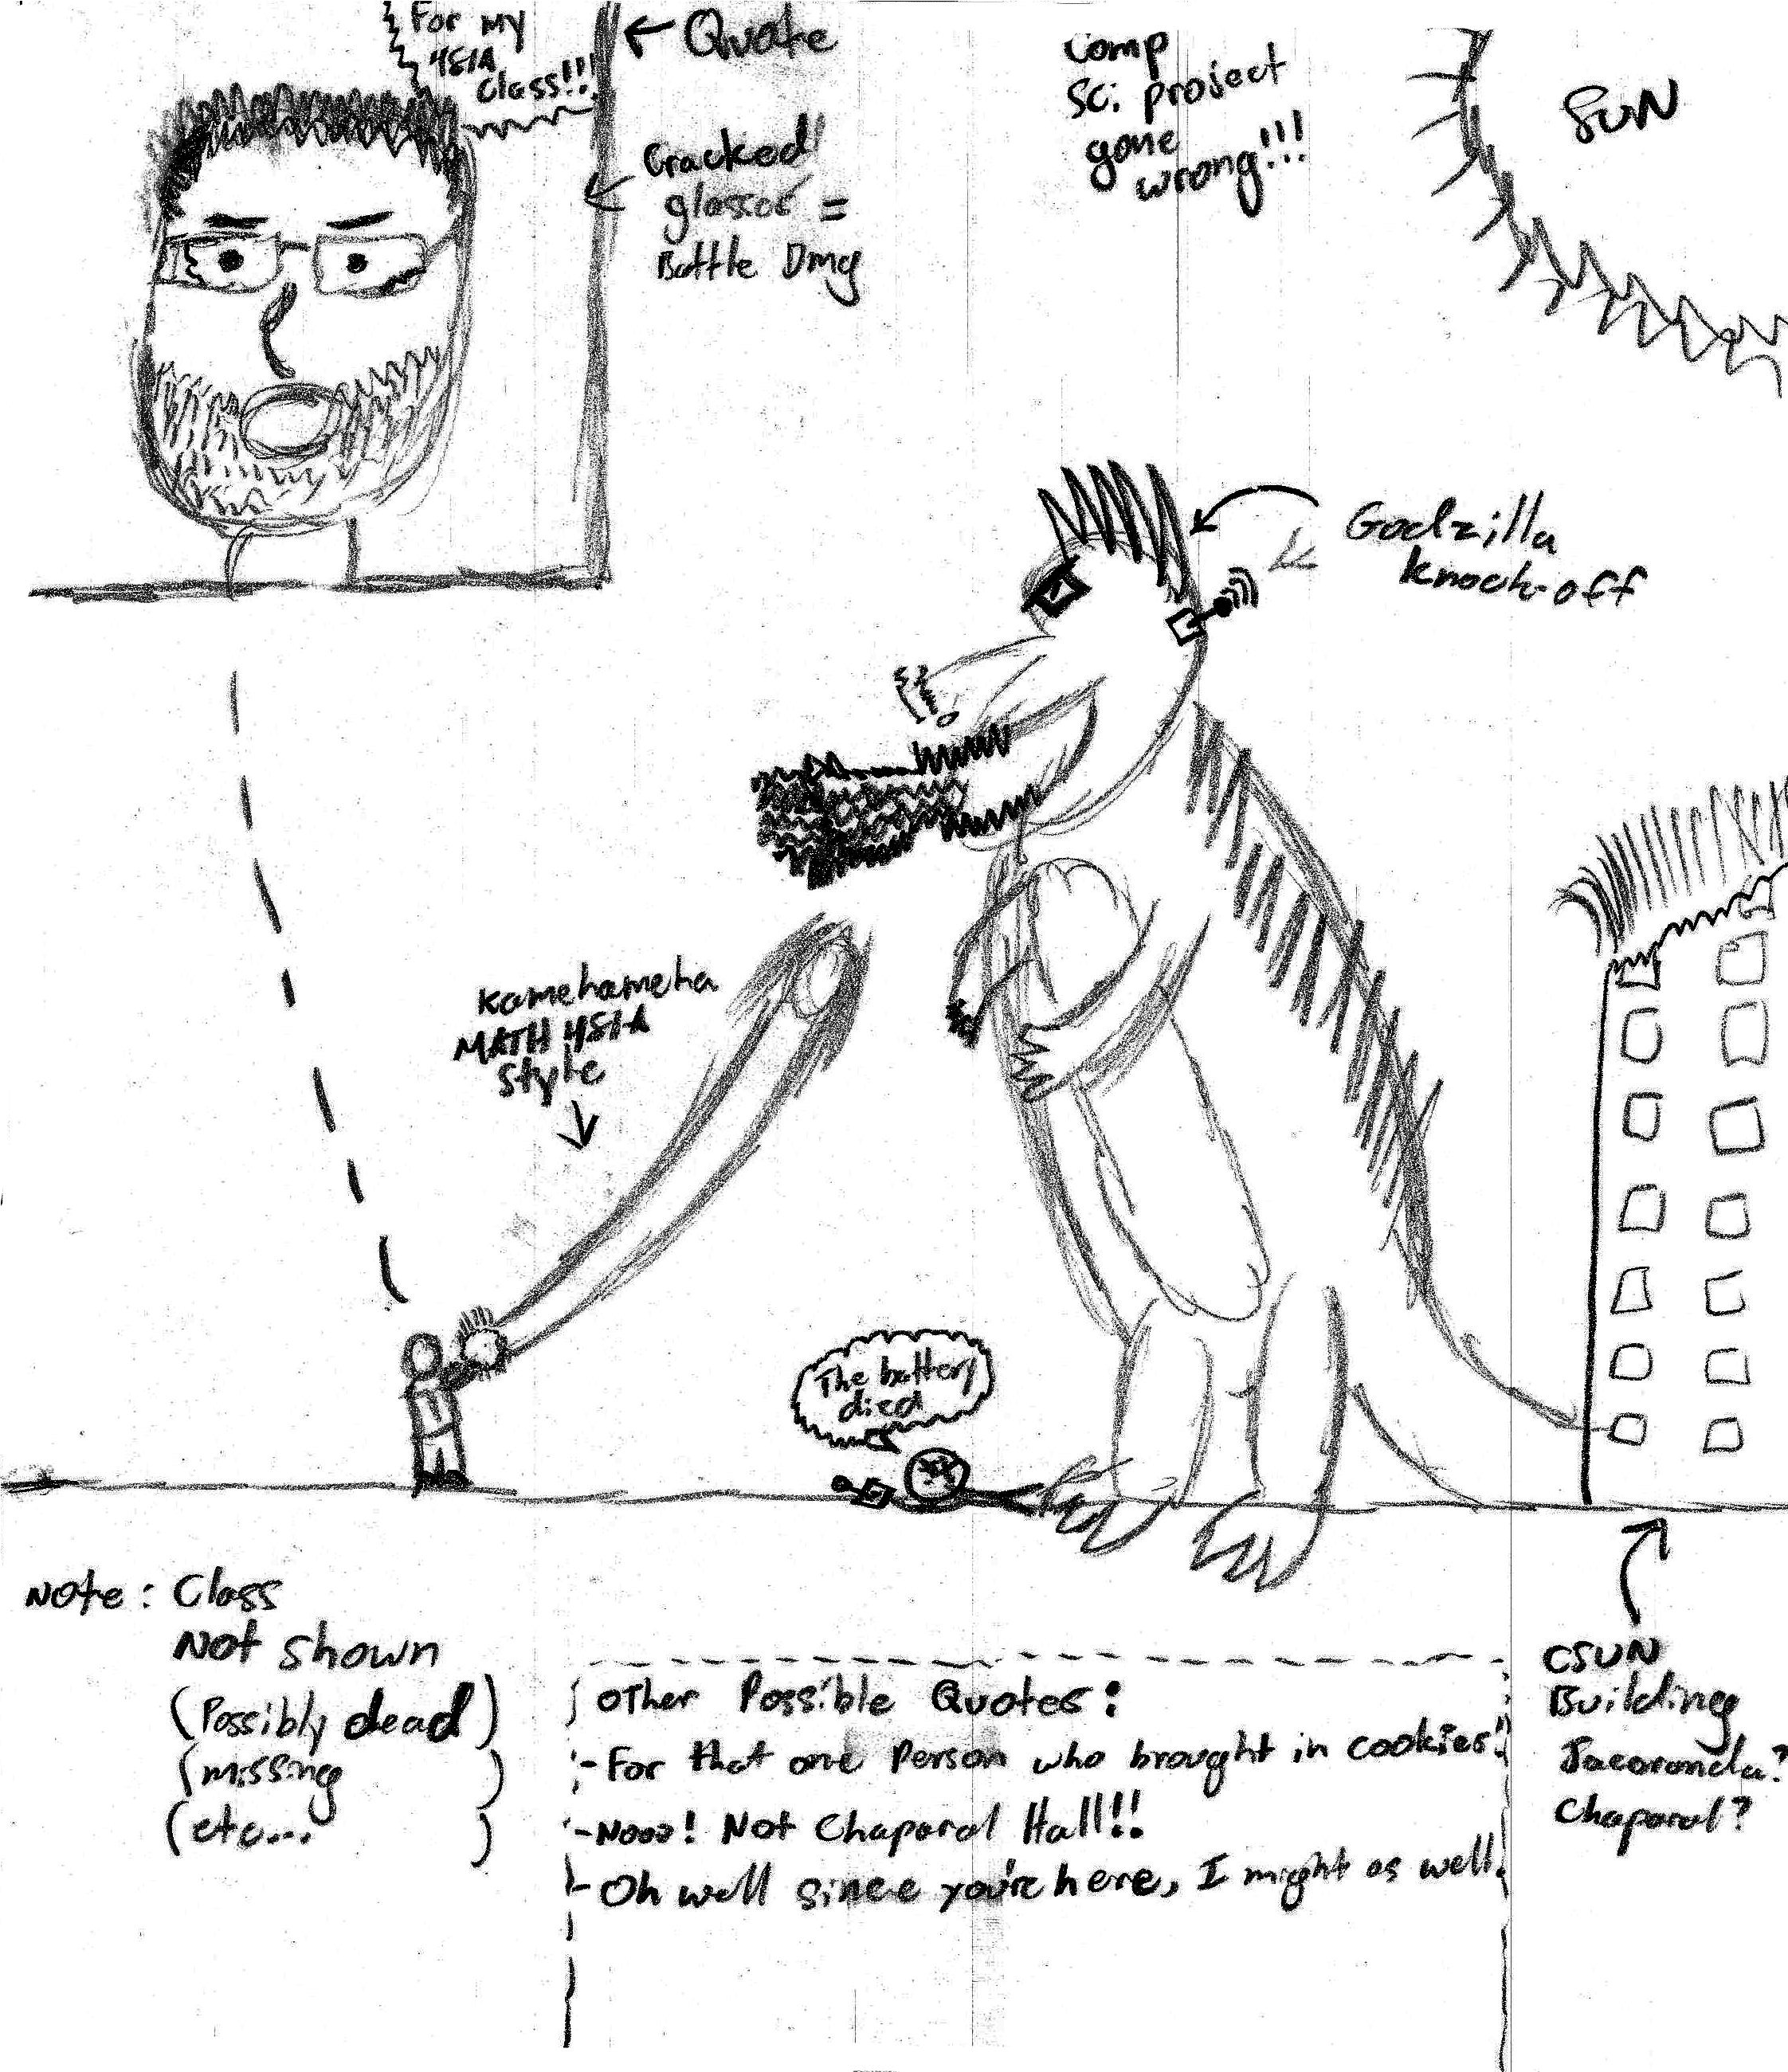 For my
451A
Class!!!
← Quote
Cracked
glasses =
Battle Dmg
Comp
Sci project
gone
wrong!!!
SUN
Godzilla
knock-off
Kamehameha
MATH 451A
Style
The battery
died
Note: Class
Not shown
(Possibly dead)
(missing )
(etc... )
Other Possible Quotes:
- For that one Person who brought in cookies!
- Nooo! Not Chaparal Hall!!
- Oh well since you're here, I might as well.
CSUN
Building
Jacaranda?
Chaparal?